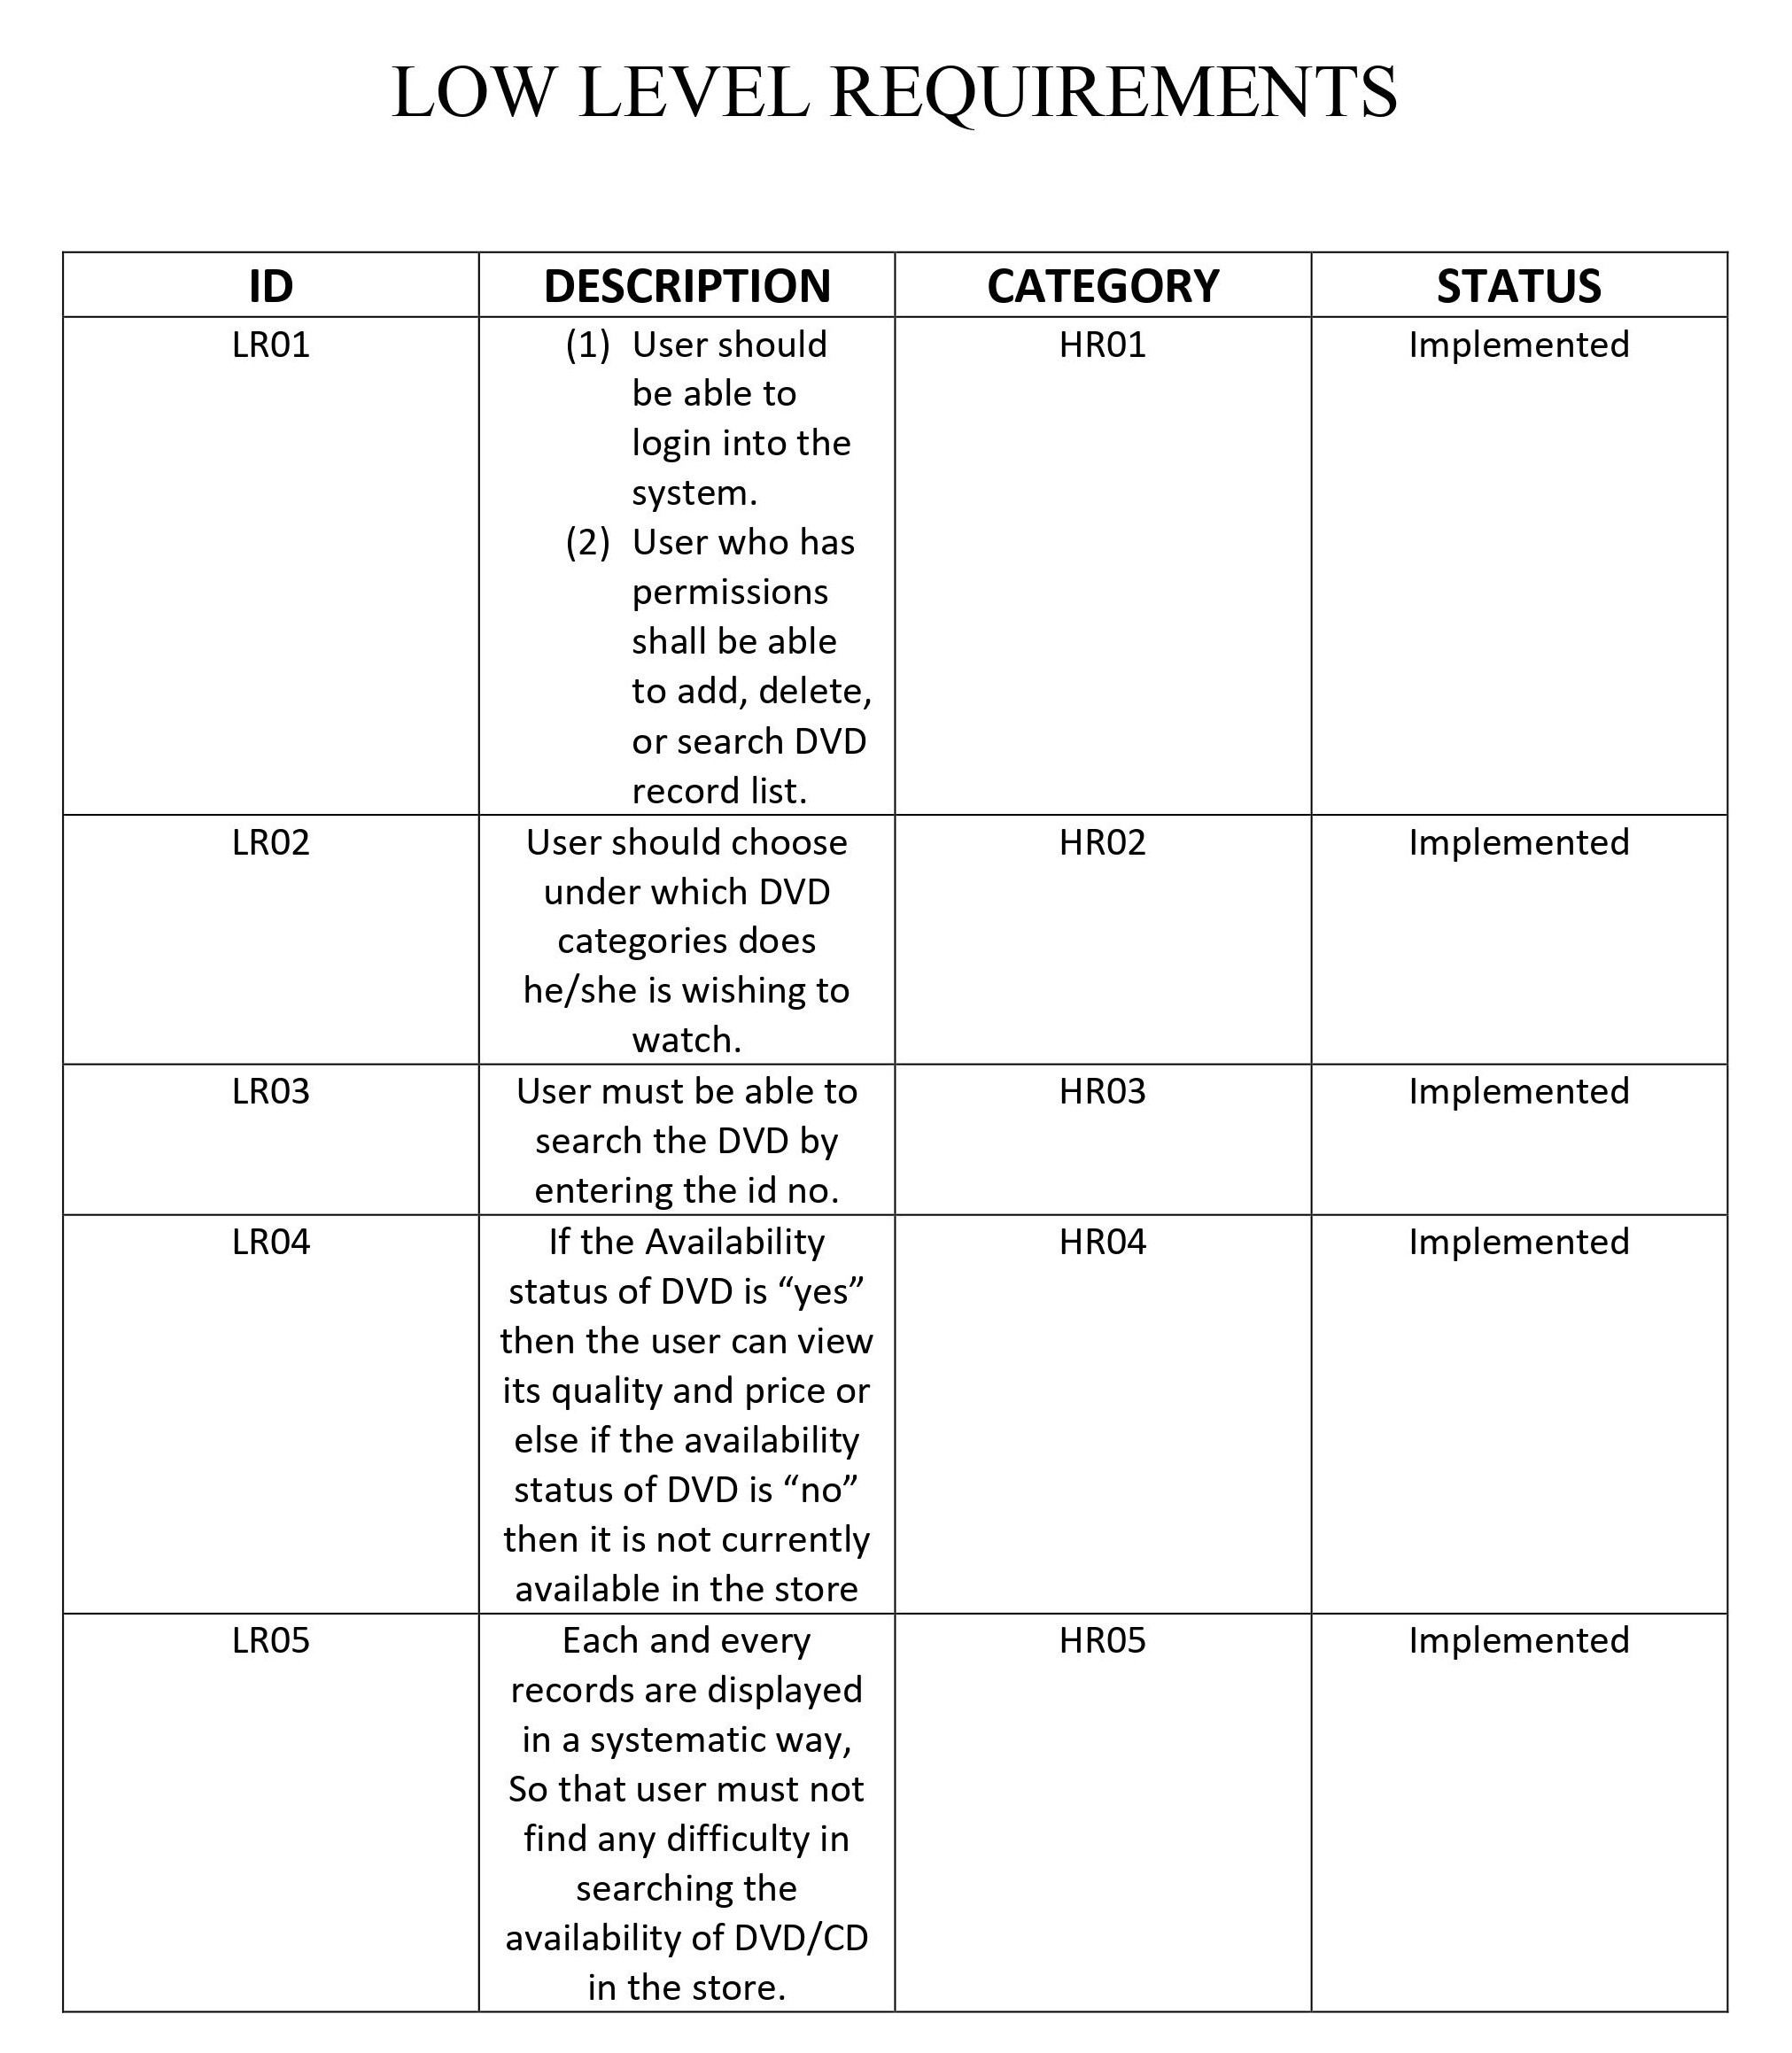 LOW LEVEL REQUIREMENTS
ID DESCRIPTION CATEGORY STATUS
LR01 (1) User should HR01 Implemented
be able to
login into the
system.
(2) User who has
permissions
shall be able
to add, delete,
or search DVD
record list.
LR02 User should choose HR02 Implemented
under which DVD
categories does
he/she is wishing to
watch.
LR03 User must be able to HR03 Implemented
search the DVD by
entering the id no.
LR04 If the Availability HR04 Implemented
status of DVD is “yes”
then the user can view
its quality and price or
else if the availability
status of DVD is “no”
then it is not currently
available in the store
LR05 Each and every HR05 Implemented
records are displayed
in a systematic way,
So that user must not
find any difficulty in
searching the
availability of DVD/CD
in the store.